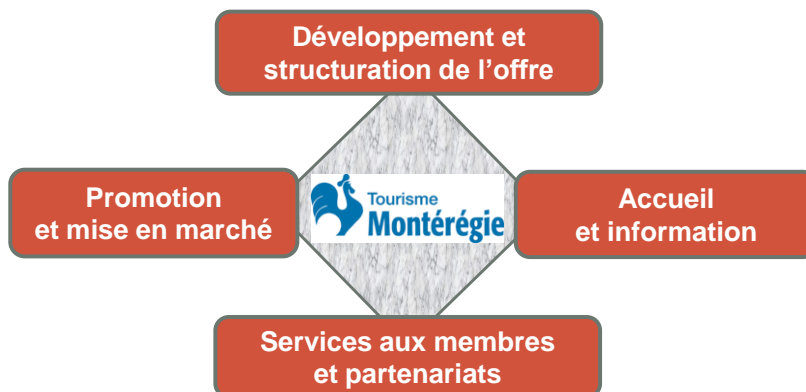 Développement et
structuration de l’offre
Promotion
et mise en marché
Tourisme
Montérégie
Accueil
et information
Services aux membres
et partenariats